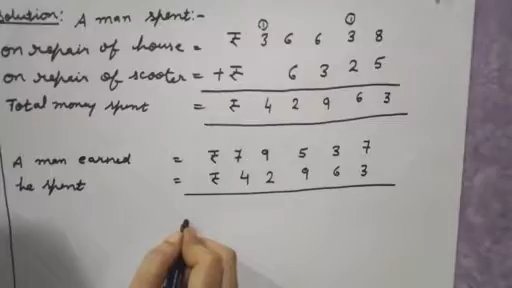 Solution: A man spent:-
① ①
on repair of house = ₹ 3 6 6 3 8
on repair of scooter = + ₹ 6 3 2 5
Total money spent = ₹ 4 2 9 6 3
A man earned = ₹ 7 9 5 3 7
he spent = ₹ 4 2 9 6 3